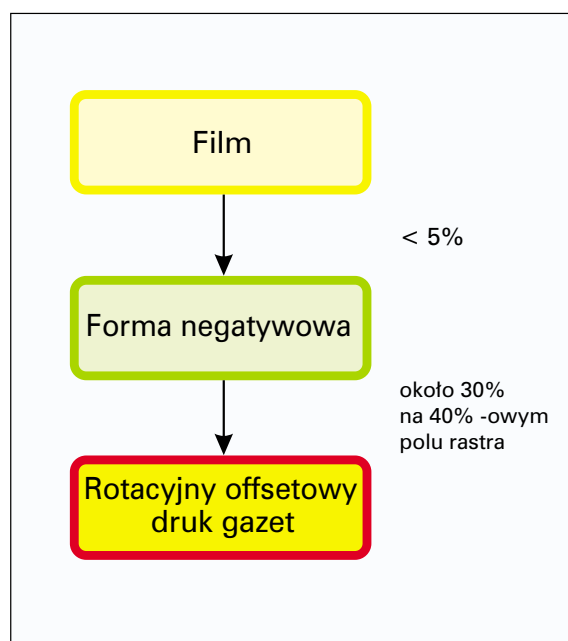 Film
< 5%
Forma negatywowa
około 30%
na 40% -owym
polu rastra
Rotacyjny offsetowy
druk gazet